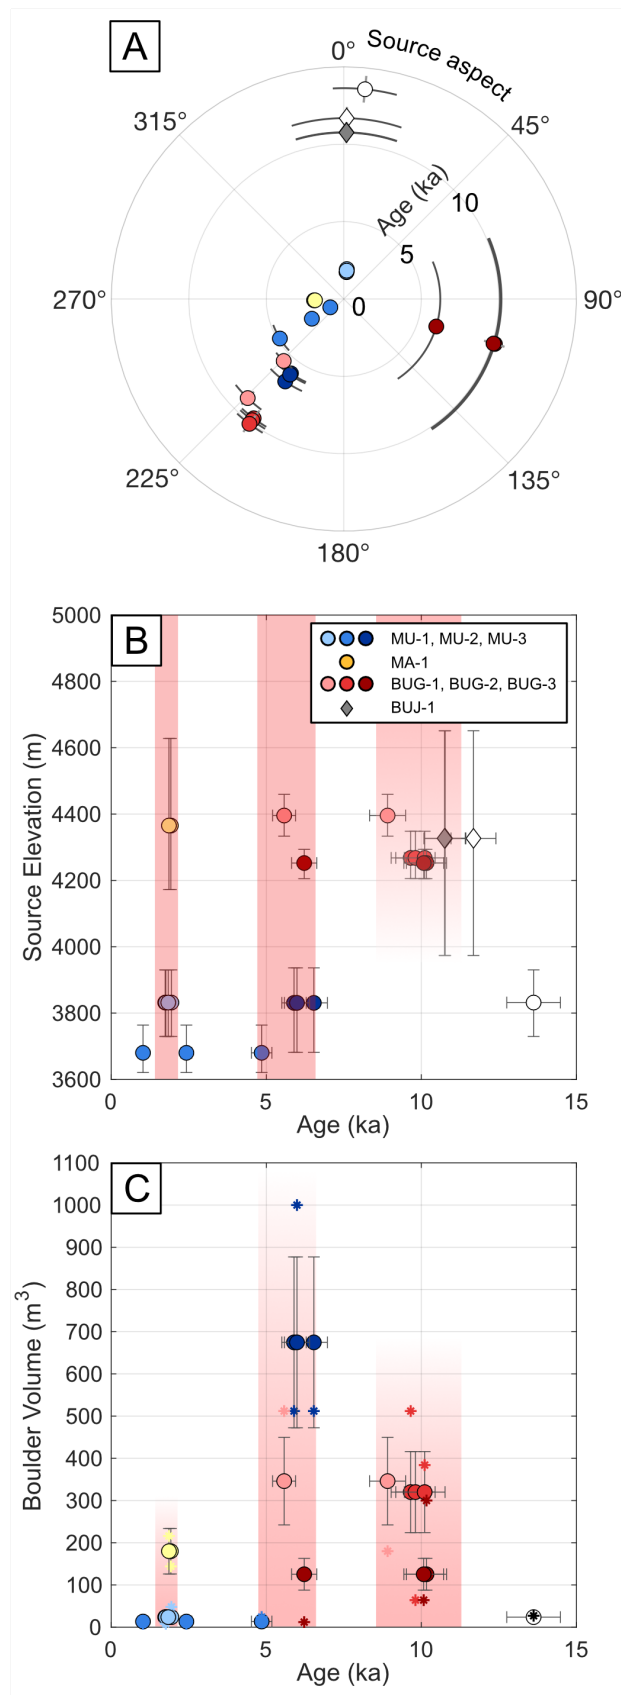 A
Source aspect
0°
315°
45°
Age (ka)
10
5
270°
0
90°
225°
135°
180°
B
5000
4800
4600
4400
4200
4000
3800
3600
Source Elevation (m)
MU-1, MU-2, MU-3
MA-1
BUG-1, BUG-2, BUG-3
BUJ-1
0 5 10 15
Age (ka)
C
1100
1000
900
800
700
600
500
400
300
200
100
0
Boulder Volume (m³)
0 5 10 15
Age (ka)